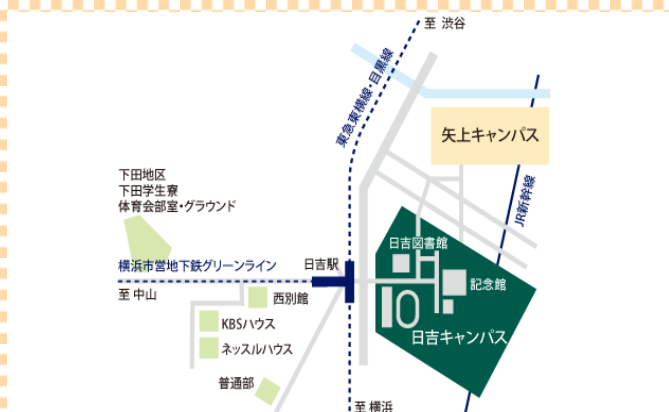 至 渋谷
東急東横線・目黒線
矢上キャンパス
下田地区
下田学生寮
体育会部室・グラウンド
JR新幹線
日吉図書館
横浜市営地下鉄グリーンライン
日吉駅
記念館
至 中山
西別館
KBSハウス
日吉キャンパス
ネッスルハウス
普通部
至 横浜